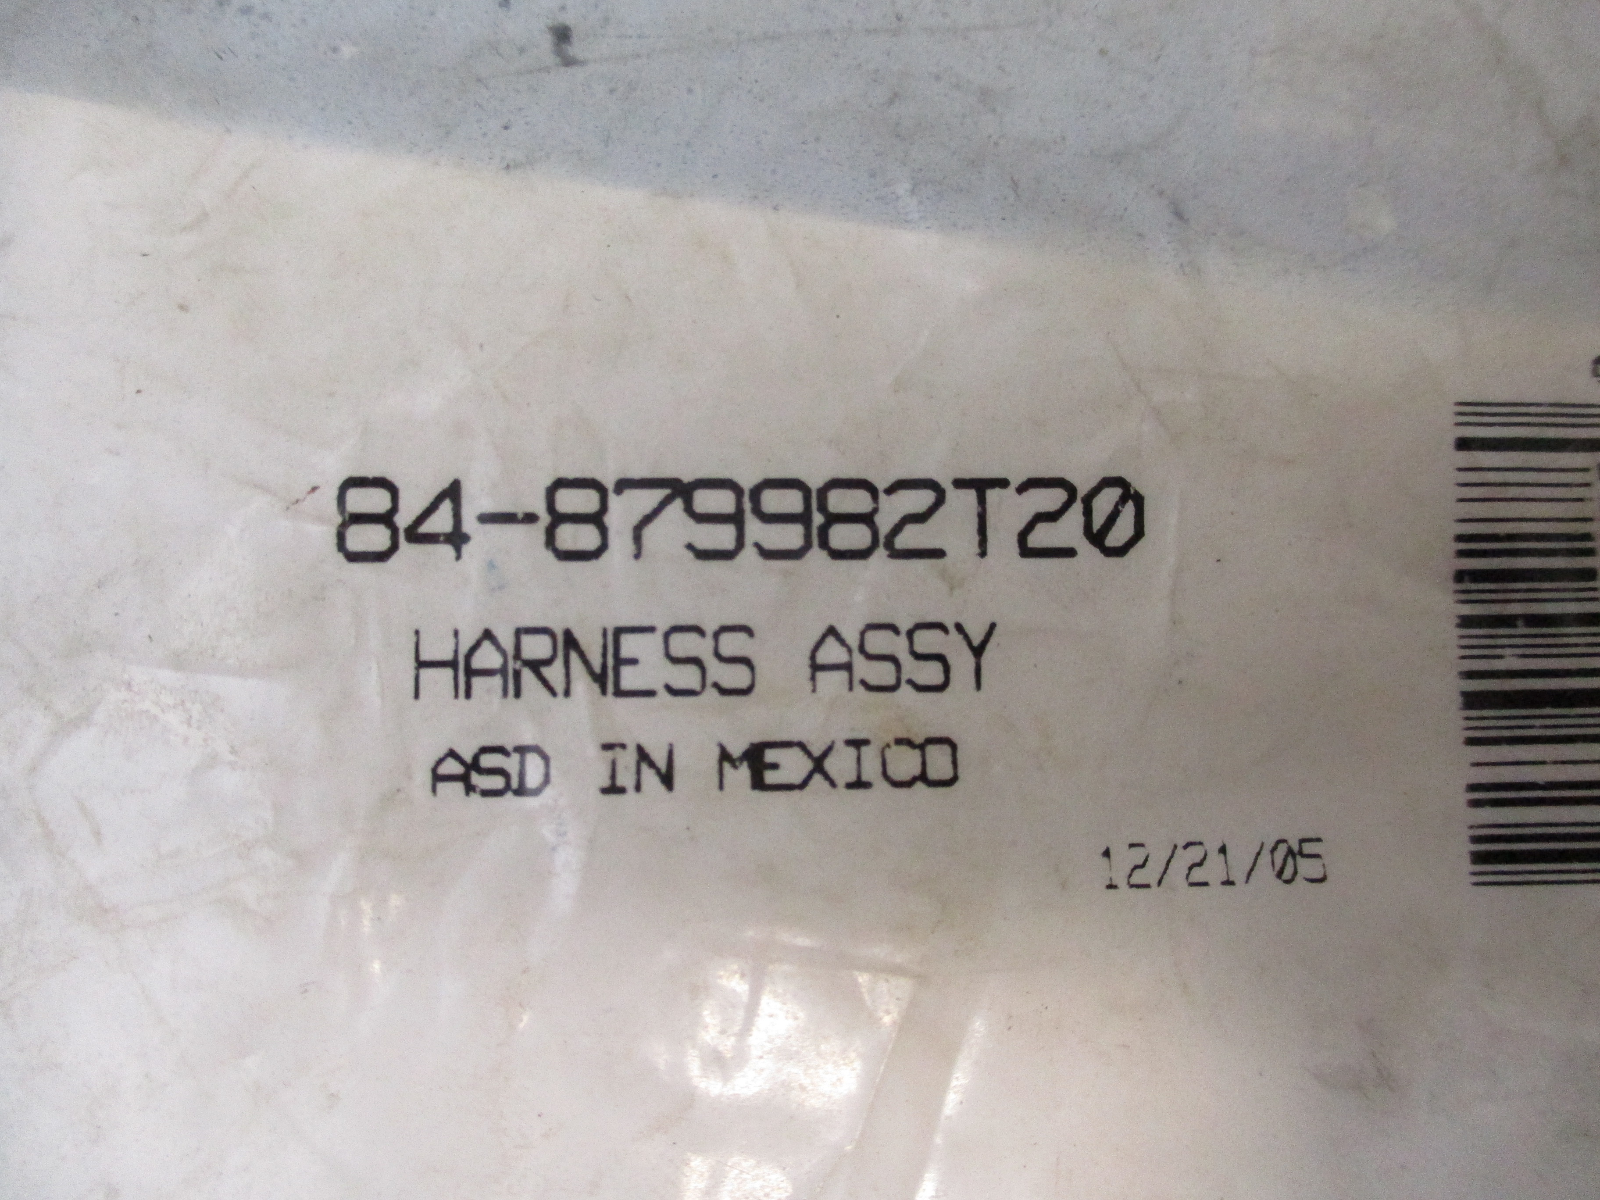 84-879982T20
HARNESS ASSY
ASD IN MEXICO
12/21/05